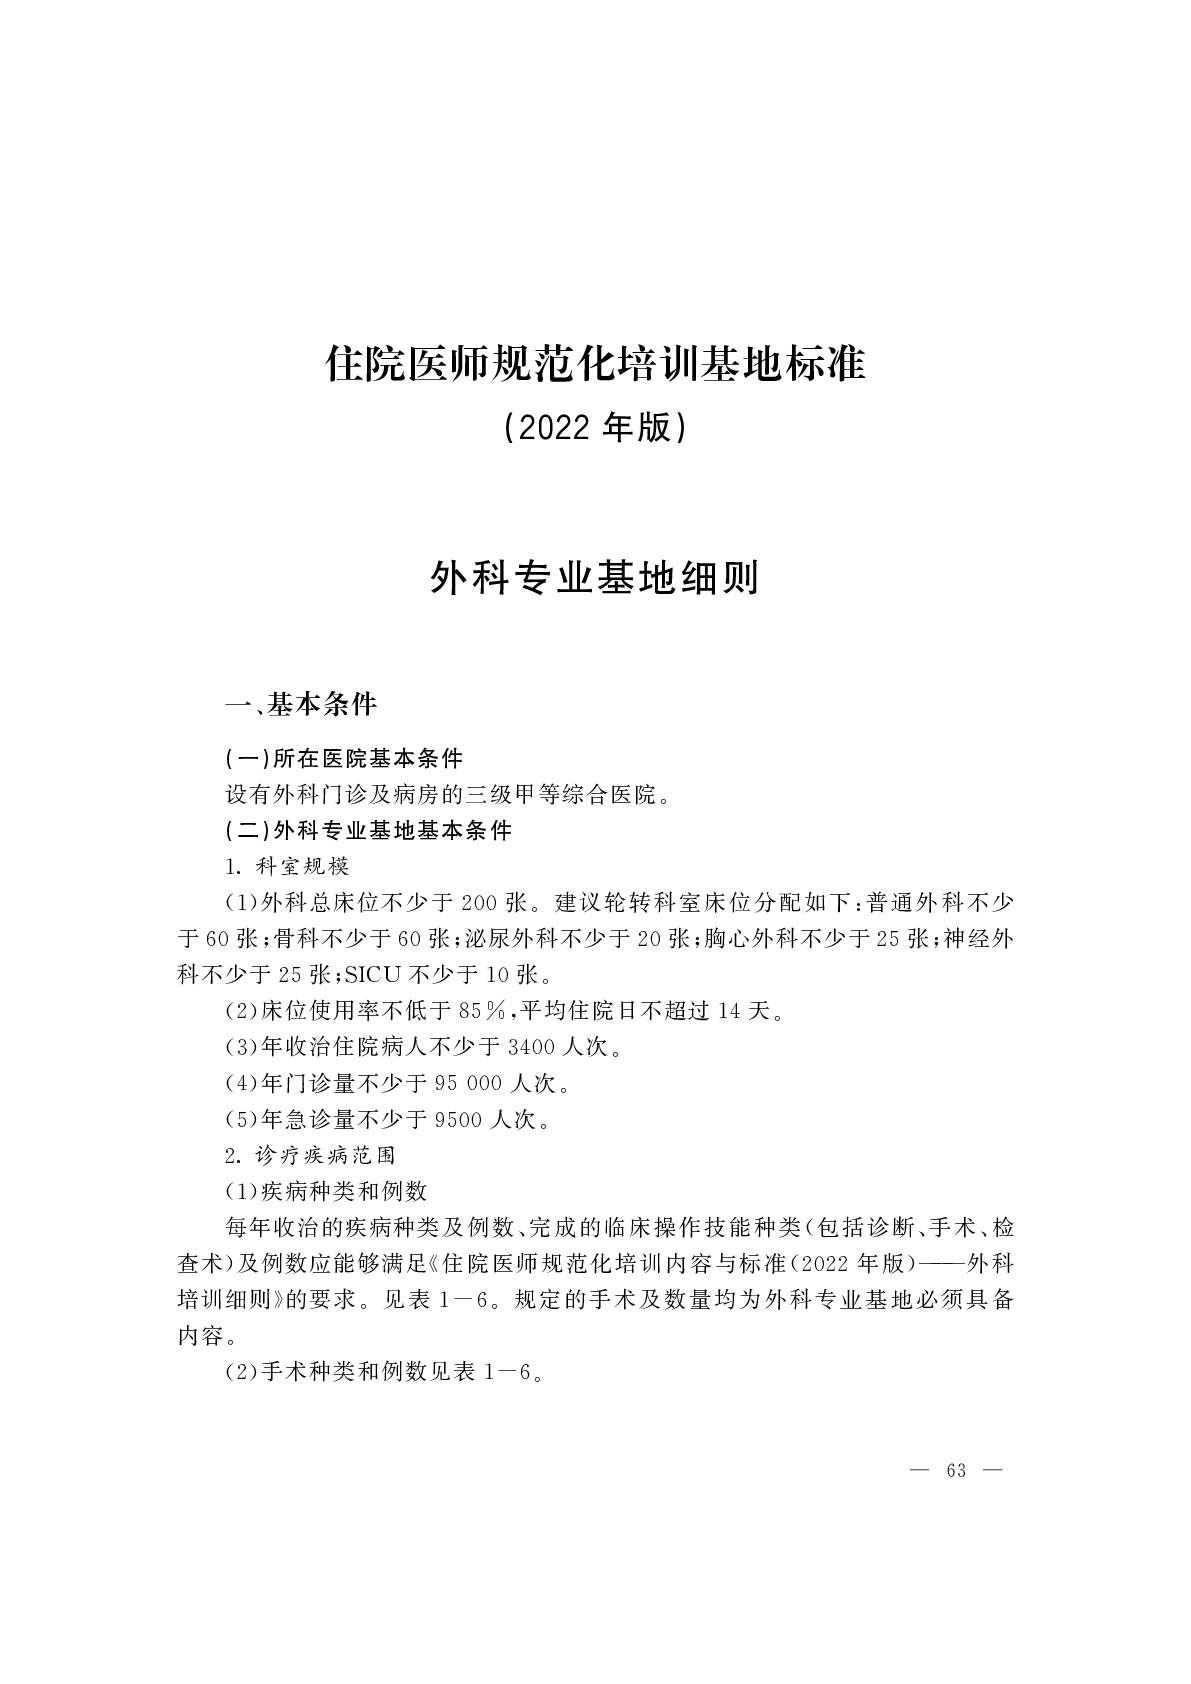 住院医师规范化培训基地标准
(2022 年版)
外科专业基地细则
一、基本条件
(一)所在医院基本条件
设有外科门诊及病房的三级甲等综合医院。
(二)外科专业基地基本条件
1. 科室规模
(1)外科总床位不少于 200 张。建议轮转科室床位分配如下:普通外科不少
于 60 张;骨科不少于 60 张;泌尿外科不少于 20 张;胸心外科不少于 25 张;神经外
科不少于 25 张;SICU 不少于 10 张。
(2)床位使用率不低于 85%,平均住院日不超过 14 天。
(3)年收治住院病人不少于 3400 人次。
(4)年门诊量不少于 95 000 人次。
(5)年急诊量不少于 9500 人次。
2. 诊疗疾病范围
(1)疾病种类和例数
每年收治的疾病种类及例数、完成的临床操作技能种类(包括诊断、手术、检
查术)及例数应能够满足《住院医师规范化培训内容与标准(2022 年版)——外科
培训细则》的要求。见表 1—6。规定的手术及数量均为外科专业基地必须具备
内容。
(2)手术种类和例数见表 1—6。
— 63 —